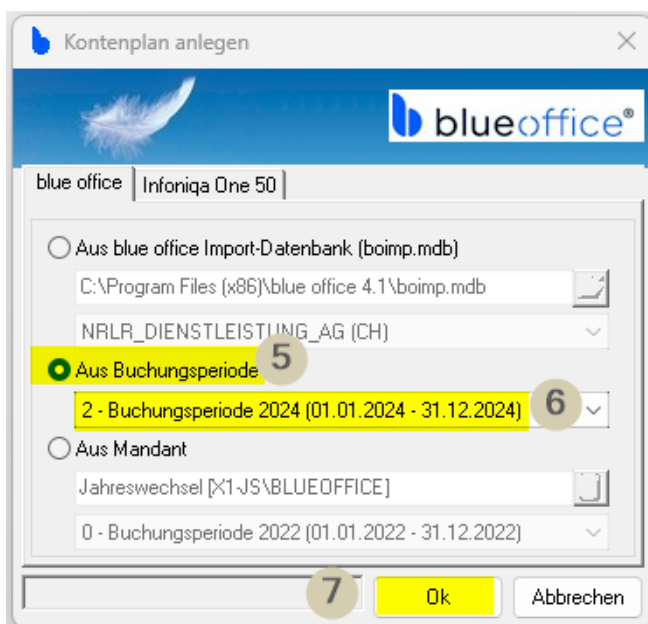 Kontenplan anlegen
blueoffice®
blue office
Infoniqa One 50
Aus blue office Import-Datenbank (boimp.mdb)
C:\Program Files (x86)\blue office 4.1\boimp.mdb
NRLR_DIENSTLEISTUNG_AG (CH)
Aus Buchungsperiode 5
2 - Buchungsperiode 2024 (01.01.2024 - 31.12.2024) 6
Aus Mandant
Jahreswechsel [X1-JS\BLUEOFFICE]
0 - Buchungsperiode 2022 (01.01.2022 - 31.12.2022)
7 Ok Abbrechen